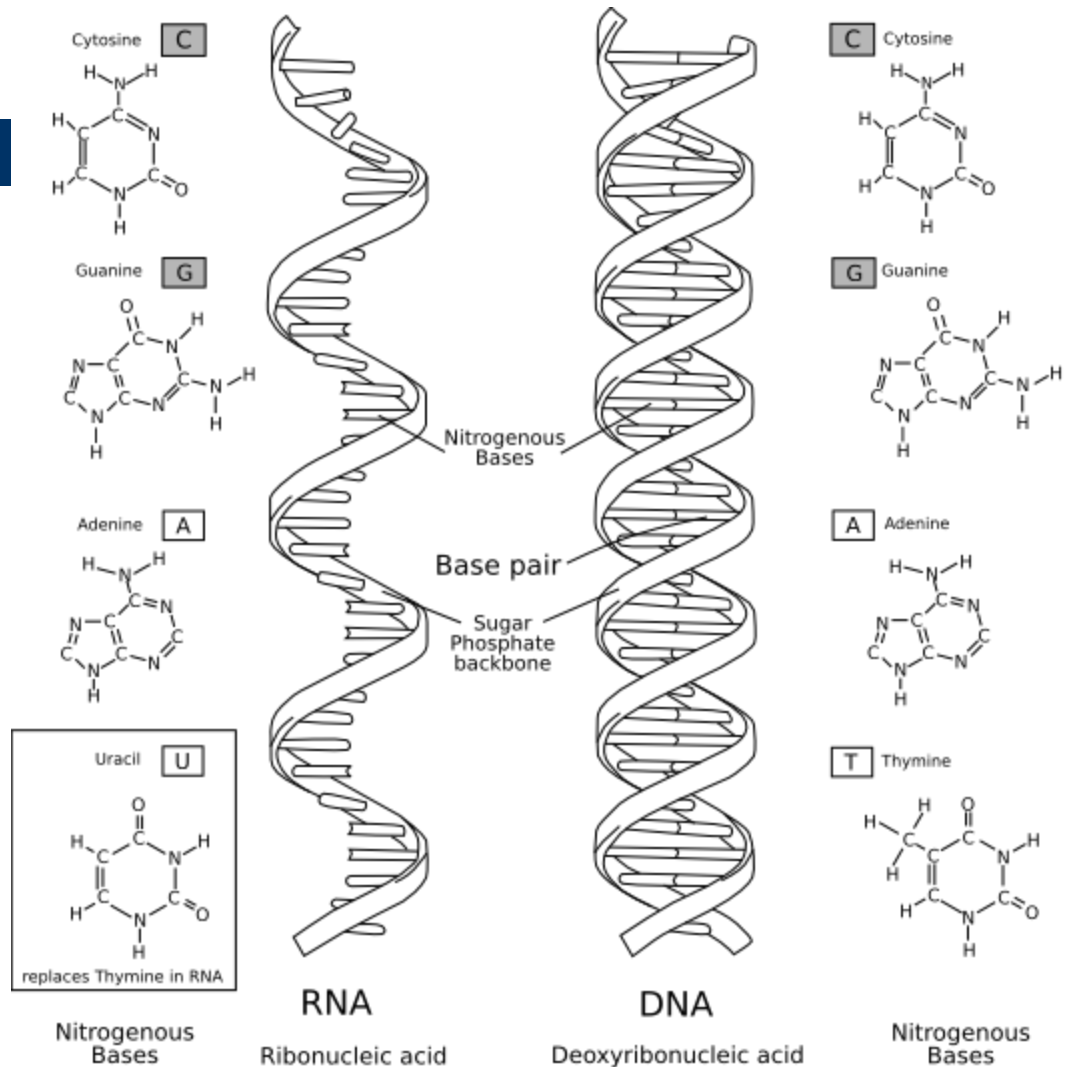 Cytosine C
H H
N
H C
C N
C C
H N O
H
Guanine G
O
H
C
N C N
C C N H
N N
H H
Adenine A
H H
N
C N
N C
C C C
N N
H
Uracil U
O
H C H
C N
C C
H N O
H
replaces Thymine in RNA
Nitrogenous
Bases
Nitrogenous
Bases
Base pair
Sugar
Phosphate
backbone
RNA
Ribonucleic acid
DNA
Deoxyribonucleic acid
C Cytosine
H H
N
H C
C N
C C
H N O
H
G Guanine
O
H
C
N C N
C C N H
N N
H H
A Adenine
H H
N
C N
N C
C C C
N N
H
T Thymine
H O
H C C H
H C N
C C
H N O
H
Nitrogenous
Bases